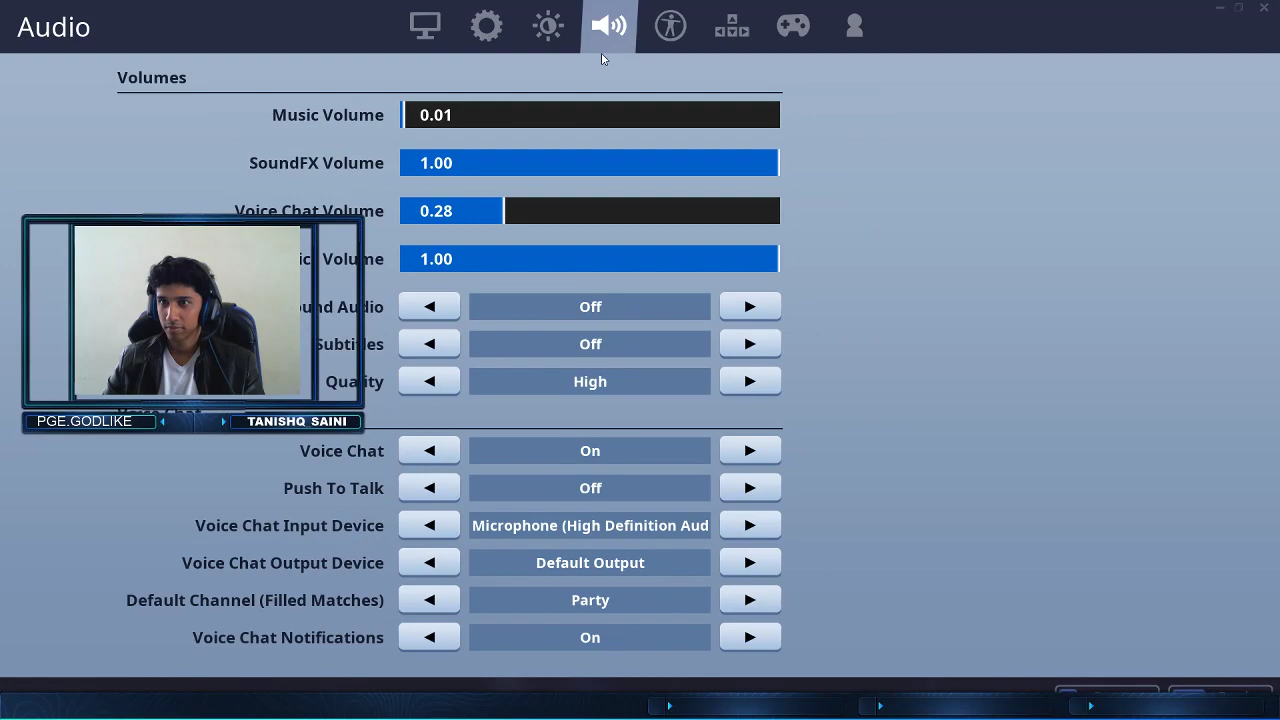 Audio
Volumes
Music Volume 0.01
SoundFX Volume 1.00
Voice Chat Volume 0.28
Volume 1.00
Audio Off
Subtitles Off
Quality High
PGE.GODLIKE TANISHQ SAINI
Voice Chat On
Push To Talk Off
Voice Chat Input Device Microphone (High Definition Aud
Voice Chat Output Device Default Output
Default Channel (Filled Matches) Party
Voice Chat Notifications On